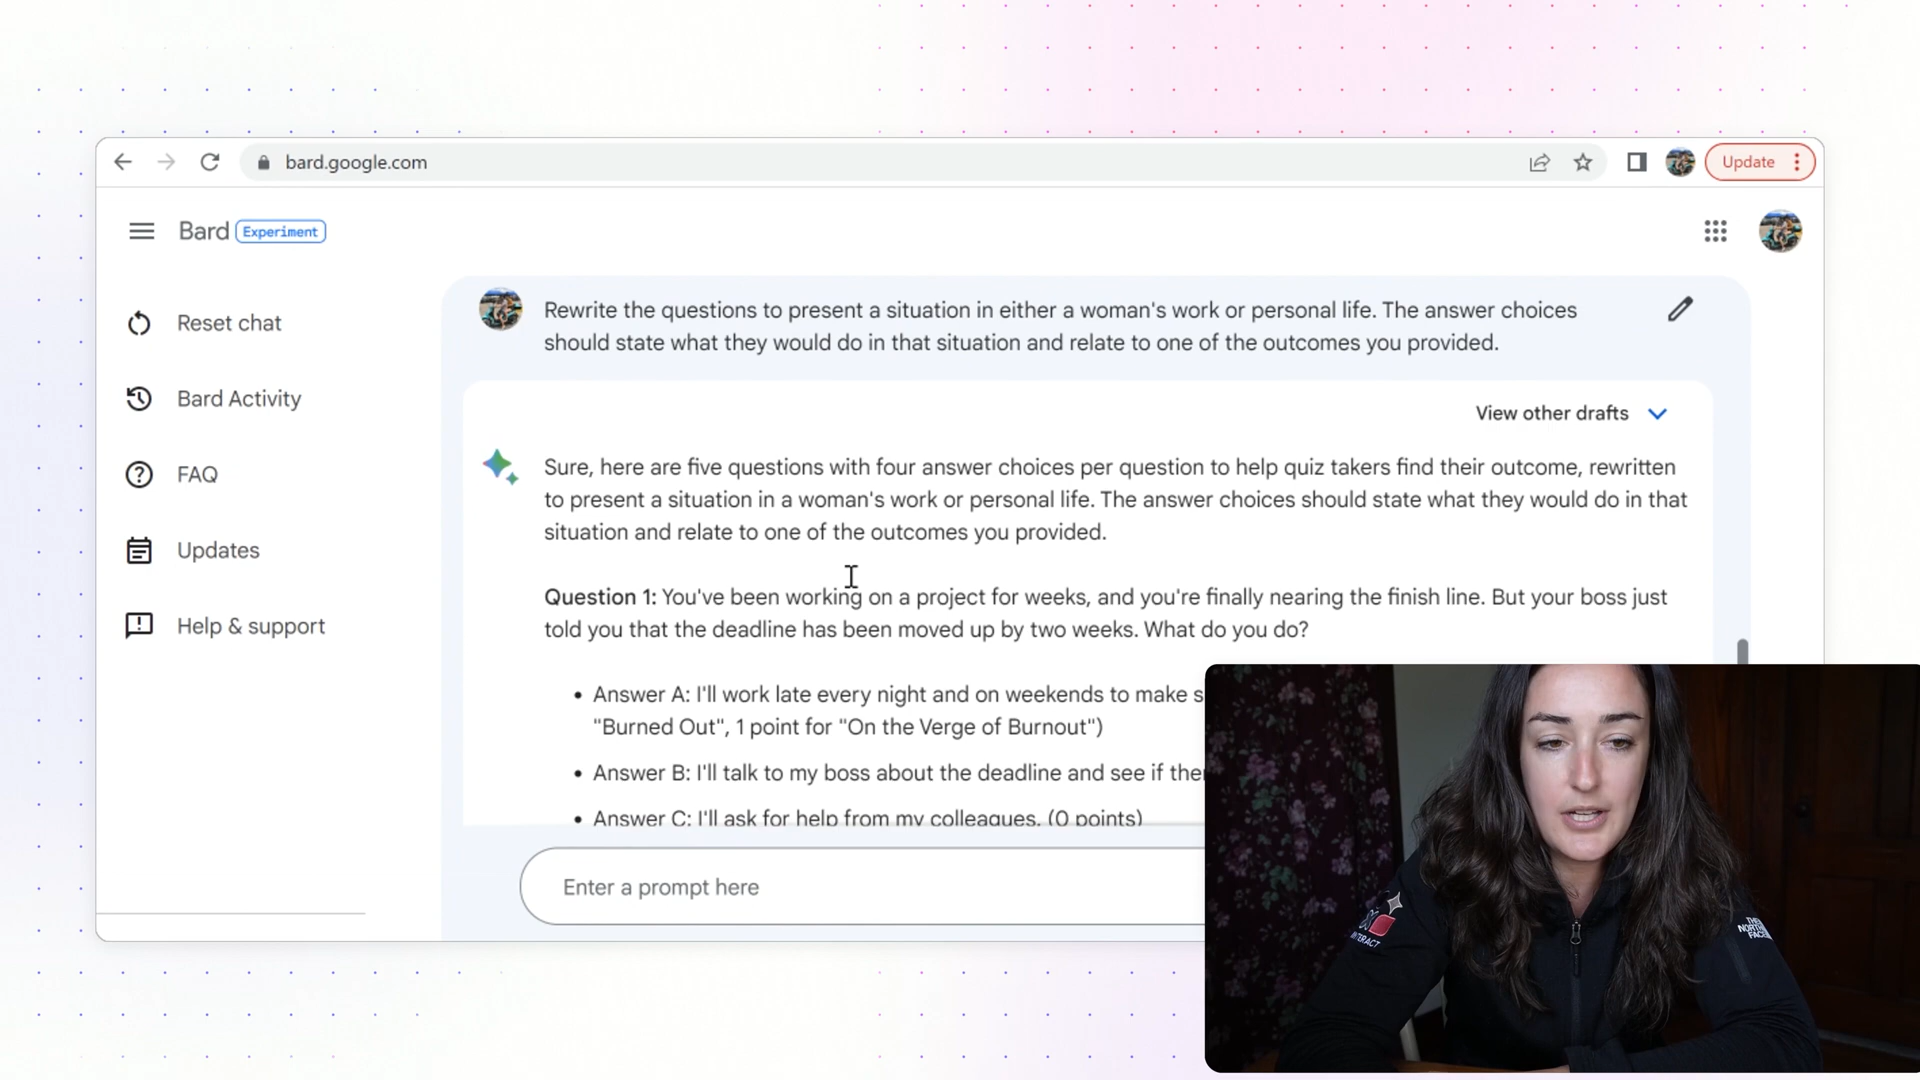 bard.google.com
Update
Bard Experiment
Reset chat
Bard Activity
FAQ
Updates
Help & support
Rewrite the questions to present a situation in either a woman's work or personal life. The answer choices
should state what they would do in that situation and relate to one of the outcomes you provided.
View other drafts
Sure, here are five questions with four answer choices per question to help quiz takers find their outcome, rewritten
to present a situation in a woman's work or personal life. The answer choices should state what they would do in that
situation and relate to one of the outcomes you provided.
Question 1: You've been working on a project for weeks, and you're finally nearing the finish line. But your boss just
told you that the deadline has been moved up by two weeks. What do you do?
• Answer A: I'll work late every night and on weekends to make
"Burned Out", 1 point for "On the Verge of Burnout")
• Answer B: I'll talk to my boss about the deadline and see if
• Answer C: I'll ask for help from my colleagues. (0 points)
Enter a prompt here
THE
NORTH
FACE